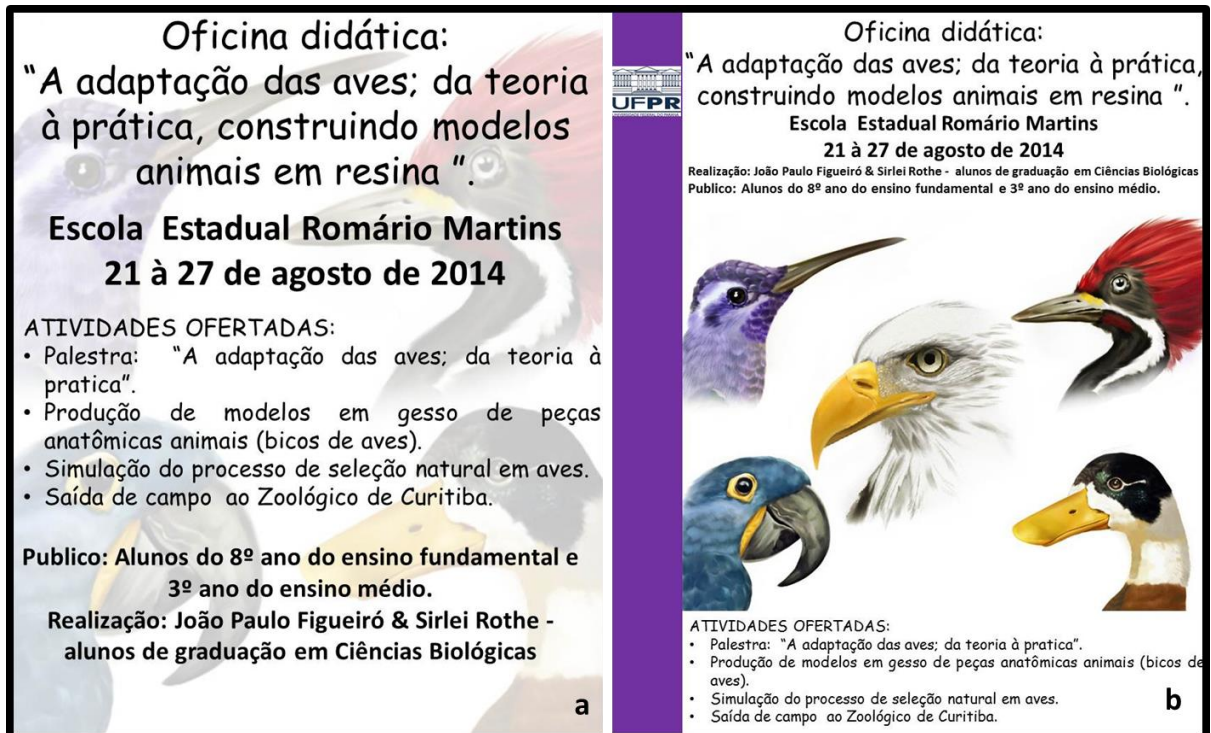 Oficina didática:
“A adaptação das aves; da teoria
à prática, construindo modelos
animais em resina ”.
Escola Estadual Romário Martins
21 à 27 de agosto de 2014
ATIVIDADES OFERTADAS:
• Palestra: “A adaptação das aves; da teoria à
pratica”.
• Produção de modelos em gesso de peças
anatômicas animais (bicos de aves).
• Simulação do processo de seleção natural em aves.
• Saída de campo ao Zoológico de Curitiba.
Publico: Alunos do 8º ano do ensino fundamental e
3º ano do ensino médio.
Realização: João Paulo Figueiró & Sirlei Rothe -
alunos de graduação em Ciências Biológicas
a
UFPR
UNIVERSIDADE FEDERAL DO PARANÁ
Oficina didática:
“A adaptação das aves; da teoria à prática,
construindo modelos animais em resina ”.
Escola Estadual Romário Martins
21 à 27 de agosto de 2014
Realização: João Paulo Figueiró & Sirlei Rothe - alunos de graduação em Ciências Biológicas
Publico: Alunos do 8º ano do ensino fundamental e 3º ano do ensino médio.
ATIVIDADES OFERTADAS:
• Palestra: “A adaptação das aves; da teoria à pratica”.
• Produção de modelos em gesso de peças anatômicas animais (bicos de
aves).
• Simulação do processo de seleção natural em aves.
• Saída de campo ao Zoológico de Curitiba.
b